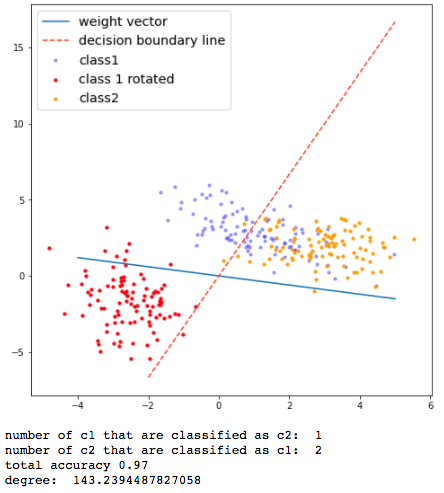 weight vector
decision boundary line
class1
class 1 rotated
class2
15
10
5
0
−5
−4
−2
0
2
4
6
number of c1 that are classified as c2: 1
number of c2 that are classified as c1: 2
total accuracy 0.97
degree: 143.2394487827058